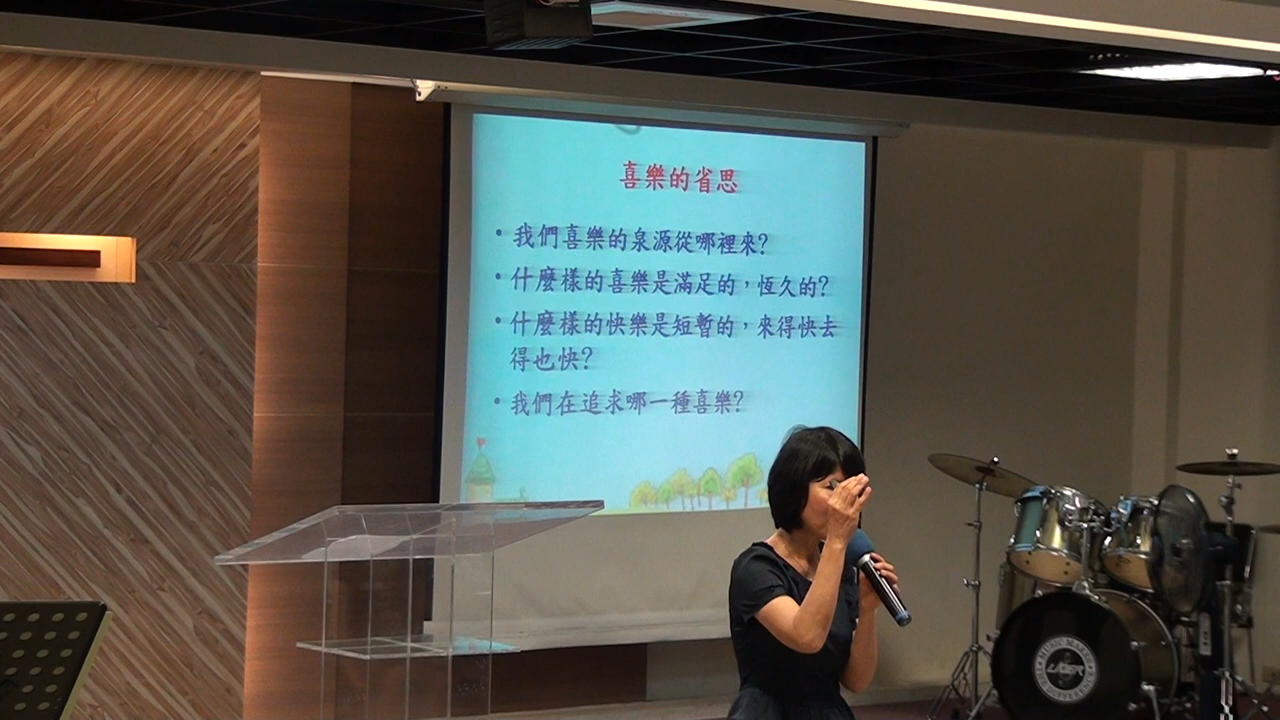 喜樂的省思
• 我們喜樂的泉源從哪裡來?
• 什麼樣的喜樂是滿足的，恆久的?
• 什麼樣的快樂是短暫的，來得快去
得也快?
• 我們在追求哪一種喜樂?